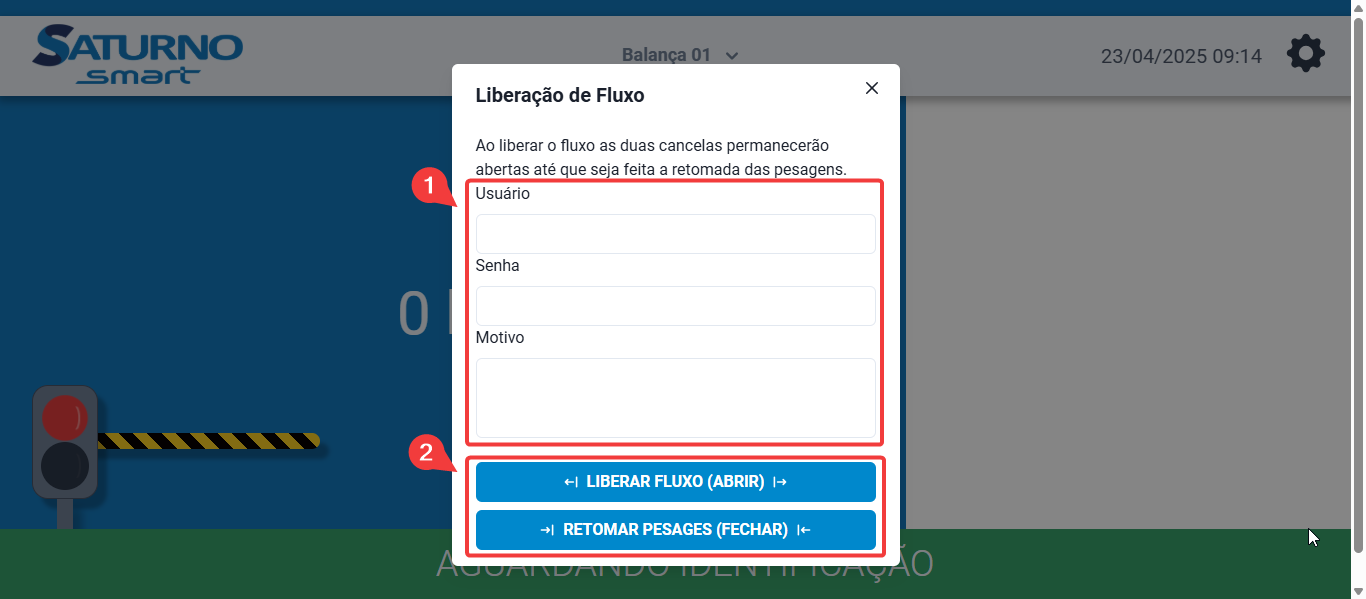 SATURNO
smart
Balança 01
23/04/2025 09:14
Liberação de Fluxo
Ao liberar o fluxo as duas cancelas permanecerão
abertas até que seja feita a retomada das pesagens.
1
Usuário
Senha
0
Motivo
2
LIBERAR FLUXO (ABRIR)
RETOMAR PESAGES (FECHAR)
AGUARDANDO IDENTIFICAÇÃO